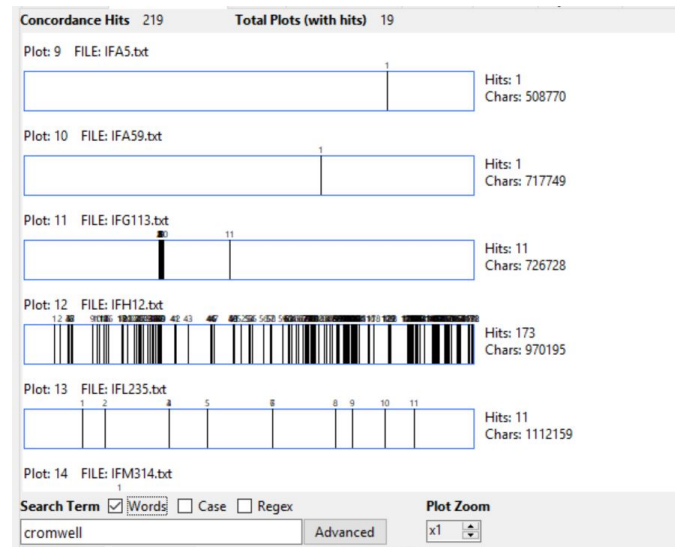 Concordance Hits 219 Total Plots (with hits) 19
Plot: 9 FILE: IFA5.txt
1
Hits: 1
Chars: 508770
Plot: 10 FILE: IFA59.txt
1
Hits: 1
Chars: 717749
Plot: 11 FILE: IFG113.txt
11
Hits: 11
Chars: 726728
Plot: 12 FILE: IFH12.txt
1 2 43
Hits: 173
Chars: 970195
Plot: 13 FILE: IFL235.txt
1 2 5 8 9 10 11
Hits: 11
Chars: 1112159
Plot: 14 FILE: IFM314.txt
1
Search Term Words Case Regex Plot Zoom
cromwell Advanced x1